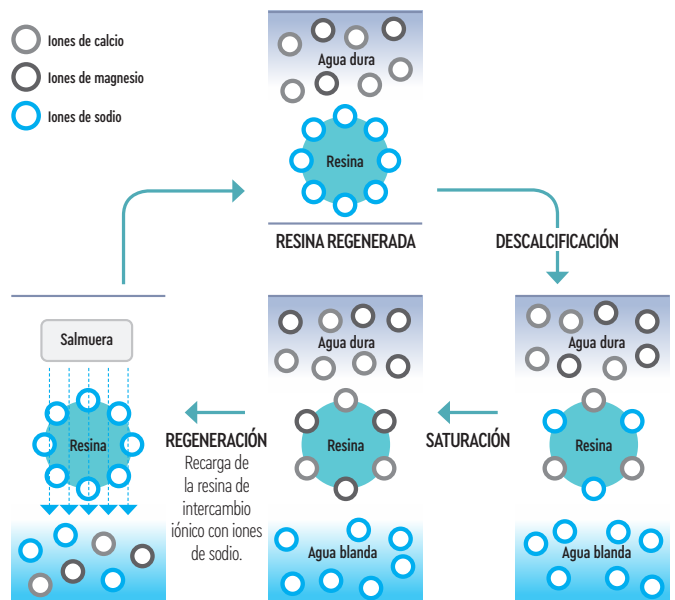 Iones de calcio
Iones de magnesio
Iones de sodio
Agua dura
Resina
RESINA REGENERADA
DESCALCIFICACIÓN
Agua dura
Resina
Agua blanda
SATURACIÓN
Agua dura
Resina
Agua blanda
REGENERACIÓN
Recarga de
la resina de
intercambio
iónico con iones
de sodio.
Salmuera
Resina